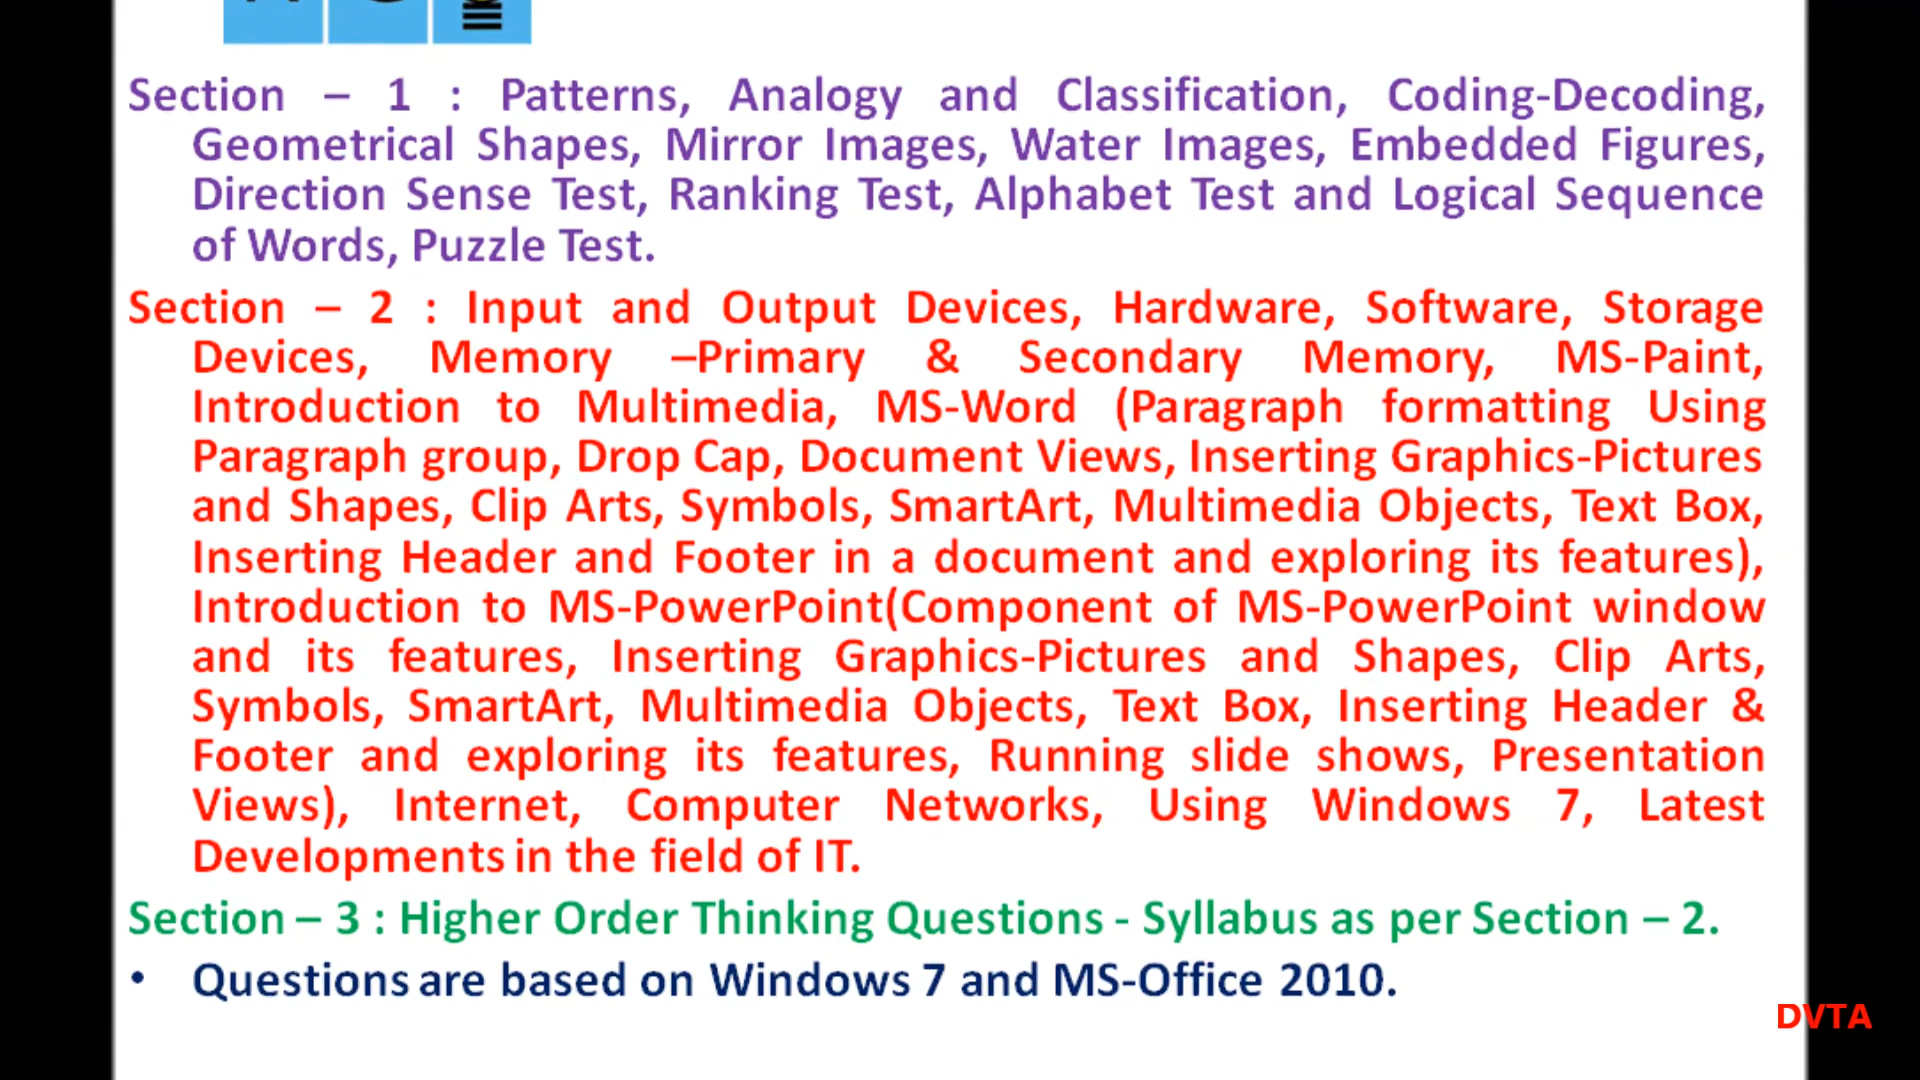 Section – 1 : Patterns, Analogy and Classification, Coding-Decoding,
Geometrical Shapes, Mirror Images, Water Images, Embedded Figures,
Direction Sense Test, Ranking Test, Alphabet Test and Logical Sequence
of Words, Puzzle Test.
Section – 2 : Input and Output Devices, Hardware, Software, Storage
Devices, Memory –Primary & Secondary Memory, MS-Paint,
Introduction to Multimedia, MS-Word (Paragraph formatting Using
Paragraph group, Drop Cap, Document Views, Inserting Graphics-Pictures
and Shapes, Clip Arts, Symbols, SmartArt, Multimedia Objects, Text Box,
Inserting Header and Footer in a document and exploring its features),
Introduction to MS-PowerPoint(Component of MS-PowerPoint window
and its features, Inserting Graphics-Pictures and Shapes, Clip Arts,
Symbols, SmartArt, Multimedia Objects, Text Box, Inserting Header &
Footer and exploring its features, Running slide shows, Presentation
Views), Internet, Computer Networks, Using Windows 7, Latest
Developments in the field of IT.
Section – 3 : Higher Order Thinking Questions - Syllabus as per Section – 2.
• Questions are based on Windows 7 and MS-Office 2010.
DVTA